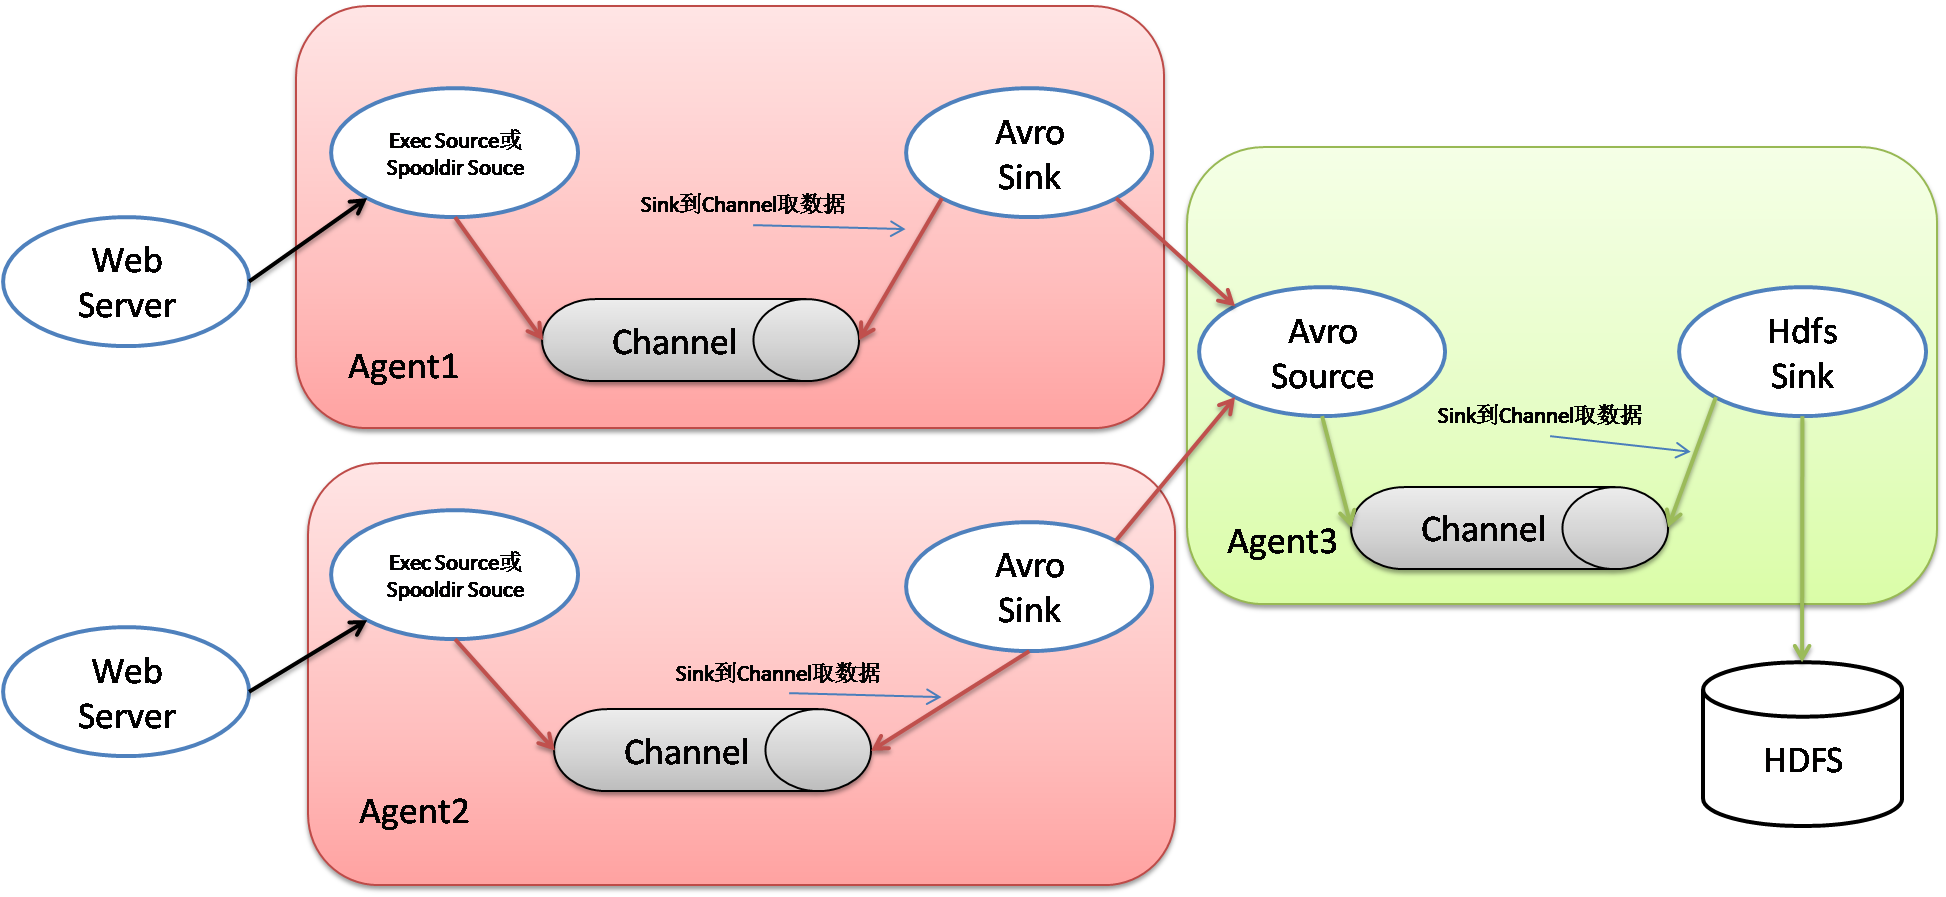 Exec Source或
Spooldir Souce
Avro
Sink
Sink到Channel取数据
Web
Server
Channel
Agent1
Avro
Source
Hdfs
Sink
Sink到Channel取数据
Channel
Agent3
Exec Source或
Spooldir Souce
Avro
Sink
Web
Server
Sink到Channel取数据
Channel
Agent2
HDFS